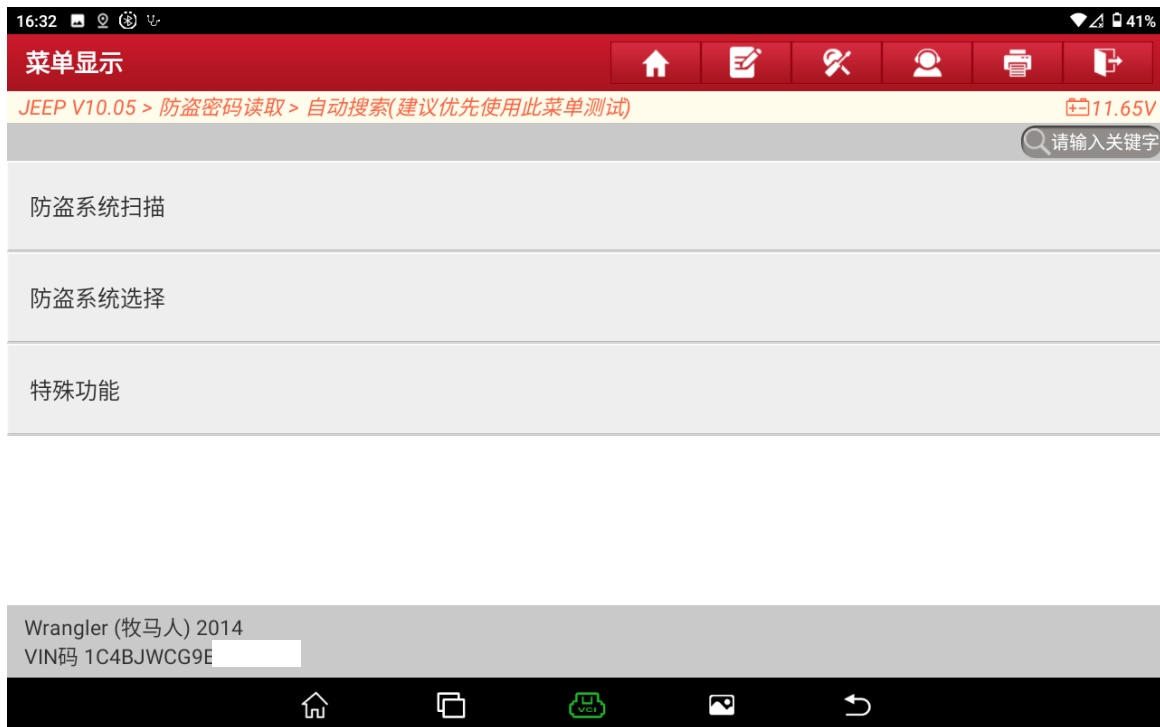 16:32 41%
菜单显示
JEEP V10.05 > 防盗密码读取 > 自动搜索(建议优先使用此菜单测试) 11.65V
请输入关键字
防盗系统扫描
防盗系统选择
特殊功能
Wrangler (牧马人) 2014
VIN码 1C4BJWCG9E
VCI